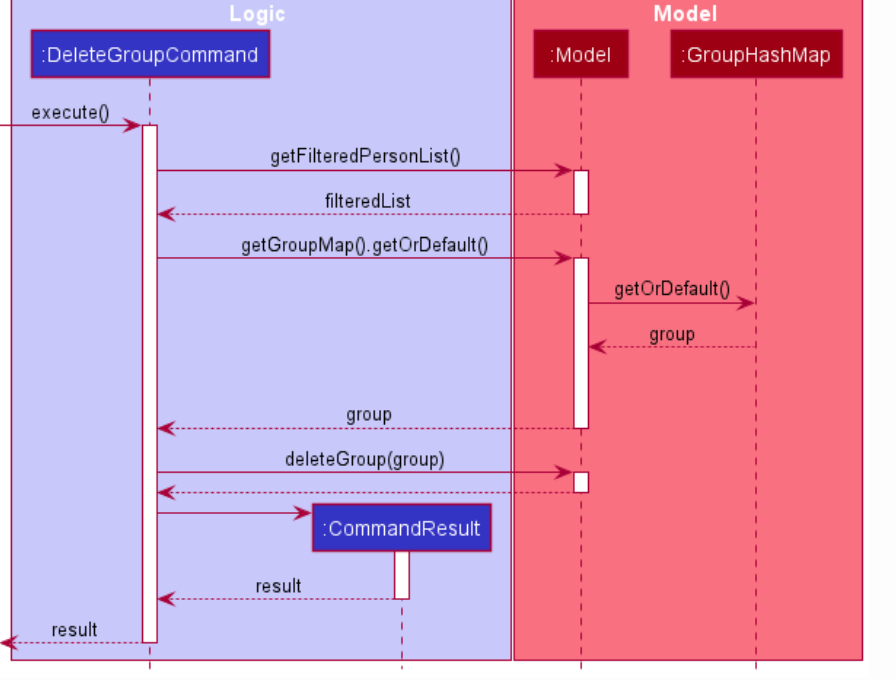 Logic
Model
:DeleteGroupCommand
:Model
:GroupHashMap
execute()
getFilteredPersonList()
filteredList
getGroupMap().getOrDefault()
getOrDefault()
group
group
deleteGroup(group)
:CommandResult
result
result